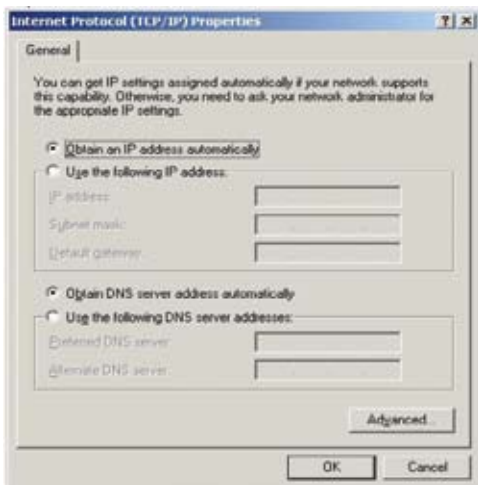 Internet Protocol (TCP/IP) Properties
General
You can get IP settings assigned automatically if your network supports
this capability. Otherwise, you need to ask your network administrator for
the appropriate IP settings.
Obtain an IP address automatically
Use the following IP address:
IP address:
Subnet mask:
Default gateway:
Obtain DNS server address automatically
Use the following DNS server addresses:
Preferred DNS server:
Alternate DNS server:
Advanced...
OK
Cancel